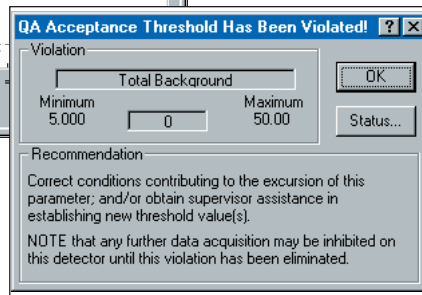 QA Acceptance Threshold Has Been Violated!
Violation
Total Background
OK
Minimum
Maximum
5.000
0
50.00
Status...
Recommendation
Correct conditions contributing to the excursion of this
parameter; and/or obtain supervisor assistance in
establishing new threshold value(s).
NOTE that any further data acquisition may be inhibited on
this detector until this violation has been eliminated.